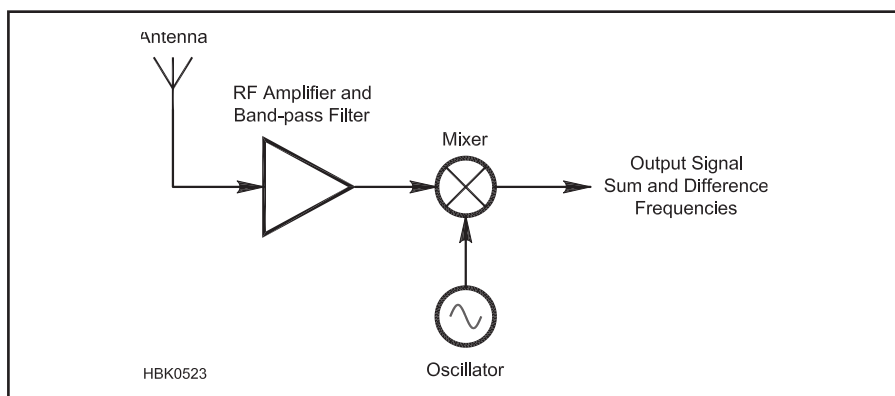 Antenna
RF Amplifier and
Band-pass Filter
Mixer
Output Signal
Sum and Difference
Frequencies
Oscillator
HBK0523